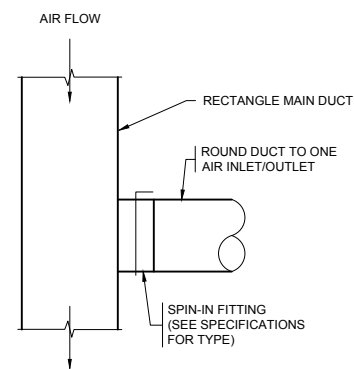 AIR FLOW
RECTANGLE MAIN DUCT
ROUND DUCT TO ONE
AIR INLET/OUTLET
SPIN-IN FITTING
(SEE SPECIFICATIONS
FOR TYPE)